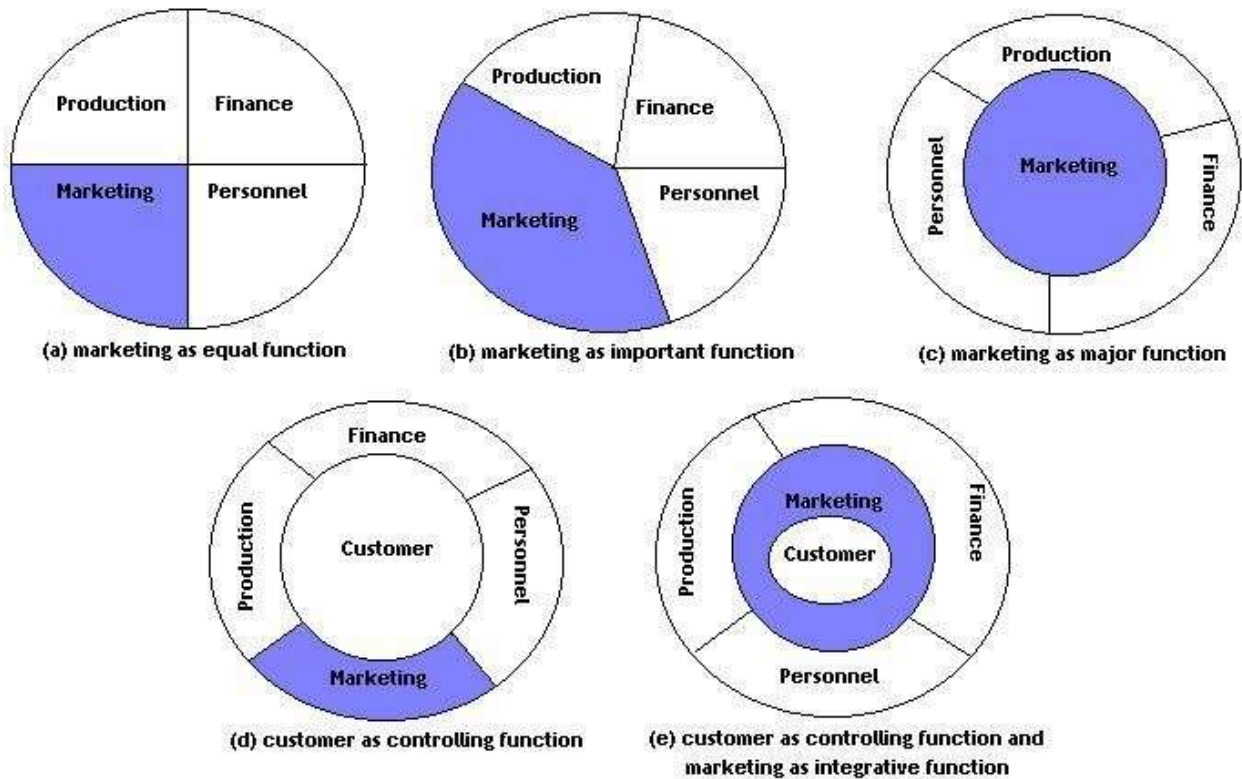 Production
Finance
Marketing
Personnel
(a) marketing as equal function
Production
Finance
Marketing
Personnel
(b) marketing as important function
Production
Marketing
Personnel
Finance
(c) marketing as major function
Finance
Production
Customer
Personnel
Marketing
(d) customer as controlling function
Marketing
Customer
Production
Finance
Personnel
(e) customer as controlling function and
marketing as integrative function